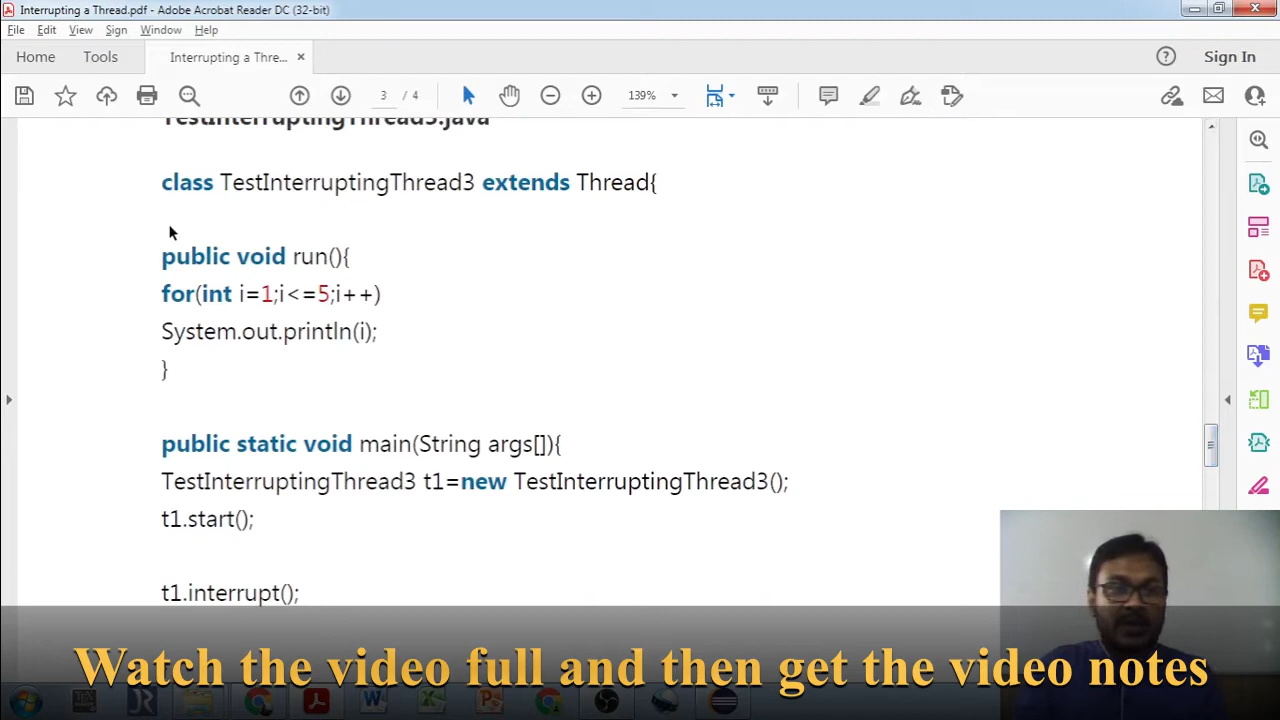 Interrupting a Thread.pdf - Adobe Acrobat Reader DC (32-bit)
File Edit View Sign Window Help
Home Tools Interrupting a Thre... × Sign In
3 / 4 139%
TestInterruptingThread3.java
class TestInterruptingThread3 extends Thread{
public void run(){
for(int i=1;i<=5;i++)
System.out.println(i);
}
public static void main(String args[]){
TestInterruptingThread3 t1=new TestInterruptingThread3();
t1.start();
t1.interrupt();
Watch the video full and then get the video notes